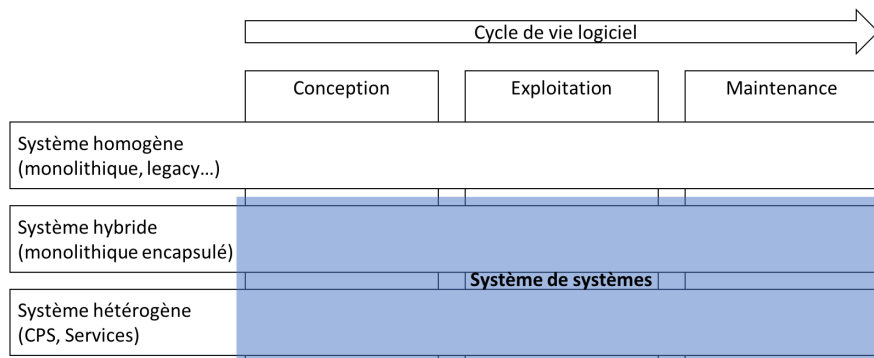 Cycle de vie logiciel
Conception
Exploitation
Maintenance
Système homogène
(monolithique, legacy…)
Système hybride
(monolithique encapsulé)
Système de systèmes
Système hétérogène
(CPS, Services)